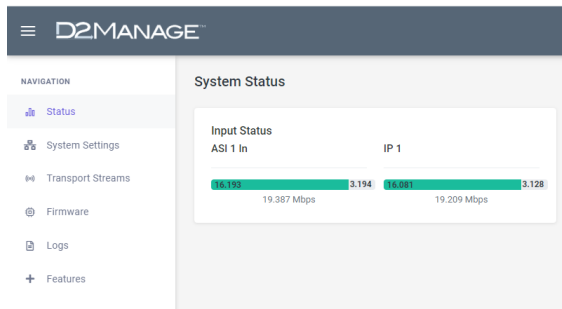 D2MANAGE™
NAVIGATION
Status
System Settings
Transport Streams
Firmware
Logs
Features
System Status
Input Status
ASI 1 In
16.193 3.194
19.387 Mbps
IP 1
16.081 3.128
19.209 Mbps